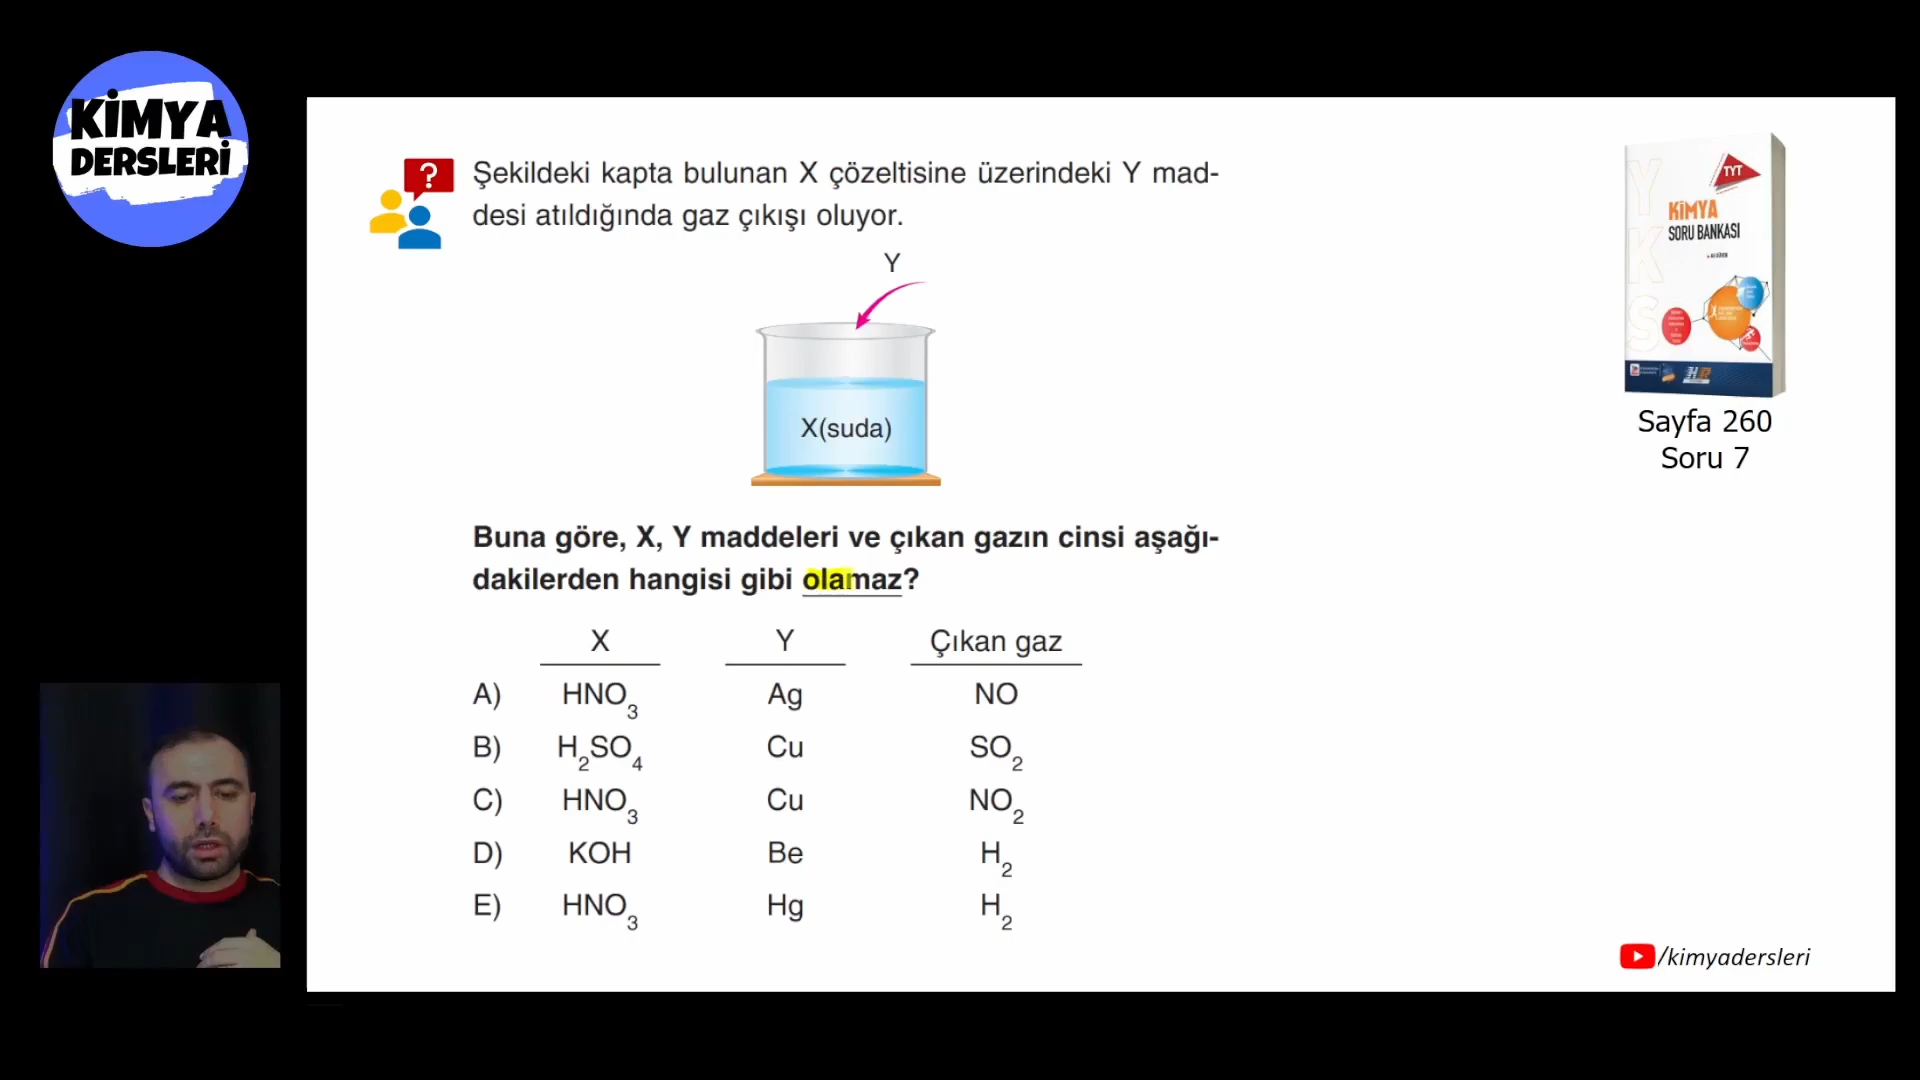 KİMYA
DERSLERİ
?
Şekildeki kapta bulunan X çözeltisine üzerindeki Y mad-
desi atıldığında gaz çıkışı oluyor.
Y
X(suda)
Buna göre, X, Y maddeleri ve çıkan gazın cinsi aşağı-
dakilerden hangisi gibi olamaz?
X Y Çıkan gaz
A) HNO₃ Ag NO
B) H₂SO₄ Cu SO₂
C) HNO₃ Cu NO₂
D) KOH Be H₂
E) HNO₃ Hg H₂
YKS
TYT
KİMYA
SORU BANKASI
Sayfa 260
Soru 7
/kimyadersleri